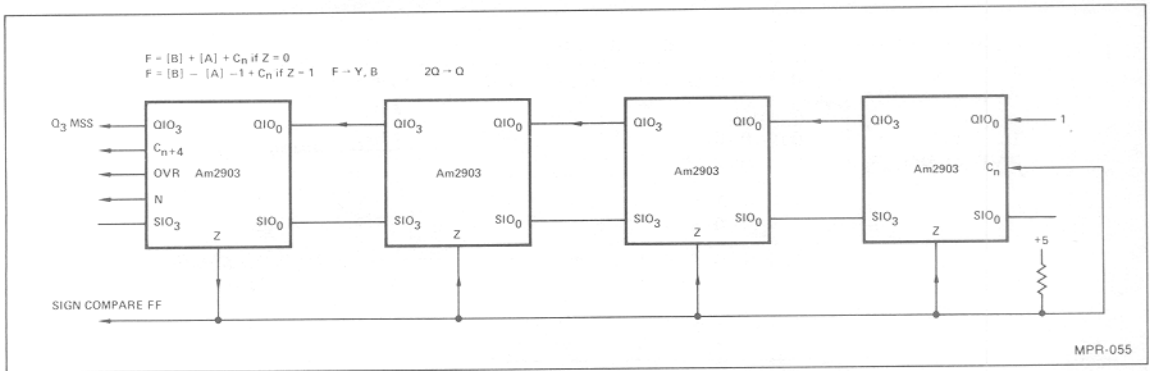 F = [B] + [A] + Cn if Z = 0
F = [B] − [A] −1 + Cn if Z − 1 F → Y, B 2Q → Q
Q3 MSS QIO3 QIO0 QIO3 QIO0 QIO3 QIO0 QIO3 QIO0 1
Cn+4
OVR Am2903 Am2903 Am2903 Am2903 Cn
N
SIO3 SIO0 SIO3 SIO0 SIO3 SIO0 SIO3 SIO0
Z Z Z Z
+5
SIGN COMPARE FF
MPR-055